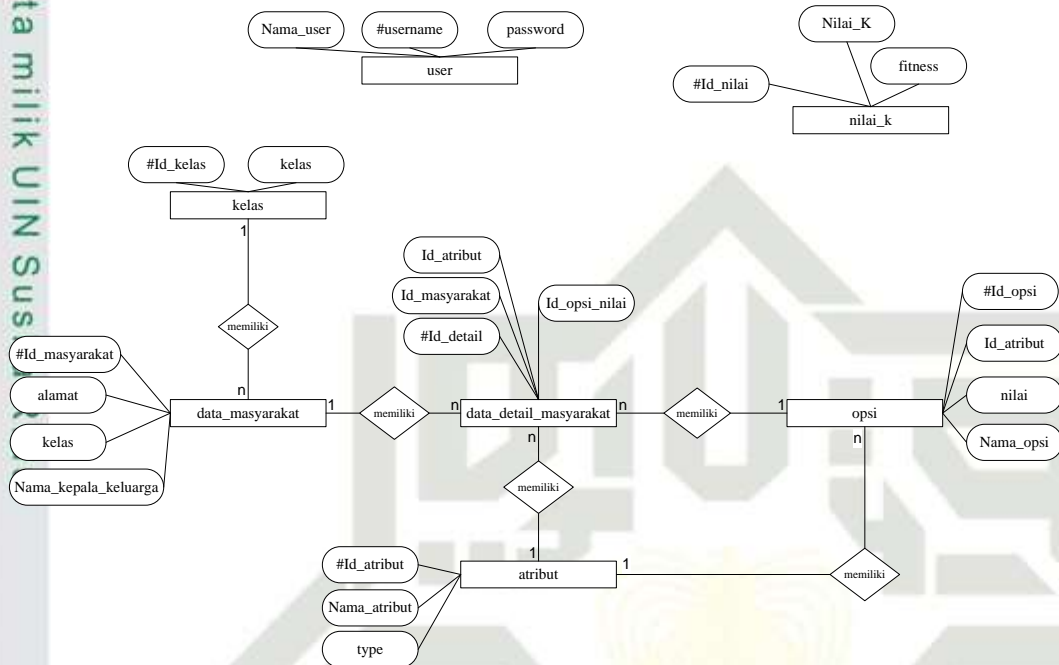 ta milik UIN Sus
Nama_user
#username
password
user
Nilai_K
fitness
#Id_nilai
nilai_k
#Id_kelas
kelas
kelas
1
memiliki
n
#Id_masyarakat
alamat
kelas
Nama_kepala_keluarga
data_masyarakat
1
memiliki
n
Id_atribut
Id_masyarakat
#Id_detail
Id_opsi_nilai
data_detail_masyarakat
n
memiliki
1
opsi
#Id_opsi
Id_atribut
nilai
Nama_opsi
n
memiliki
1
n
memiliki
1
#Id_atribut
Nama_atribut
type
atribut